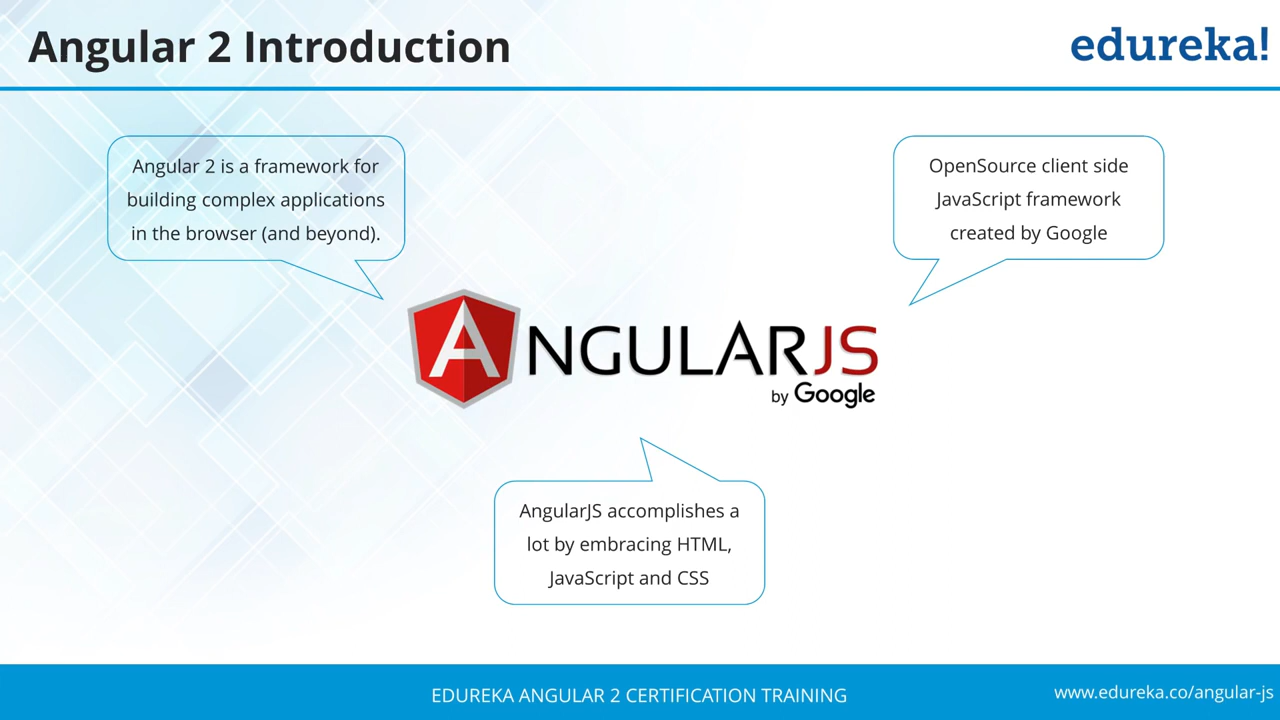 Angular 2 Introduction
edureka!
Angular 2 is a framework for
building complex applications
in the browser (and beyond).
OpenSource client side
JavaScript framework
created by Google
ANGULARJS
by Google
AngularJS accomplishes a
lot by embracing HTML,
JavaScript and CSS
EDUREKA ANGULAR 2 CERTIFICATION TRAINING
www.edureka.co/angular-js